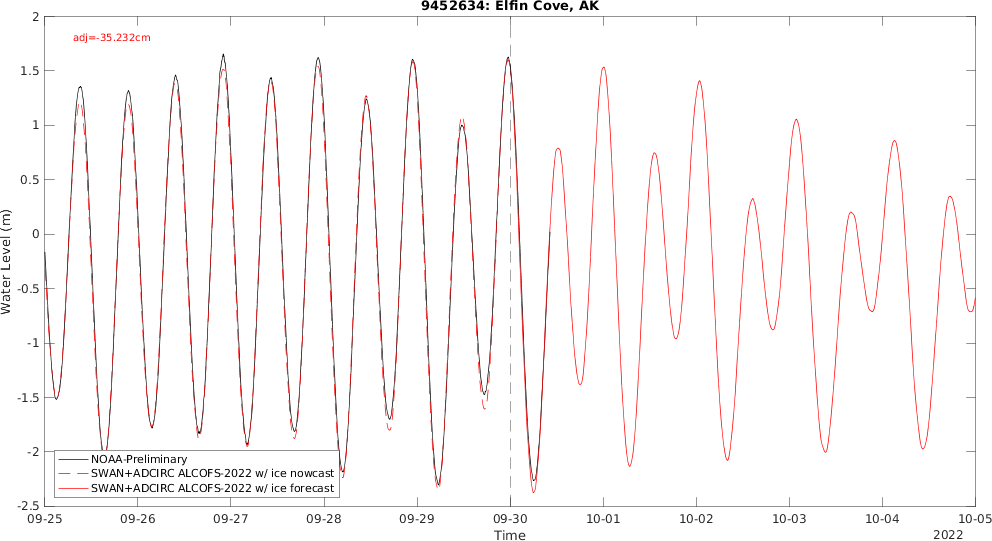 9452634: Elfin Cove, AK
adj=-35.232cm
Water Level (m)
2
1.5
1
0.5
0
-0.5
-1
-1.5
-2
-2.5
NOAA-Preliminary
SWAN+ADCIRC ALCOFS-2022 w/ ice nowcast
SWAN+ADCIRC ALCOFS-2022 w/ ice forecast
09-25 09-26 09-27 09-28 09-29 09-30 10-01 10-02 10-03 10-04 10-05
Time
2022